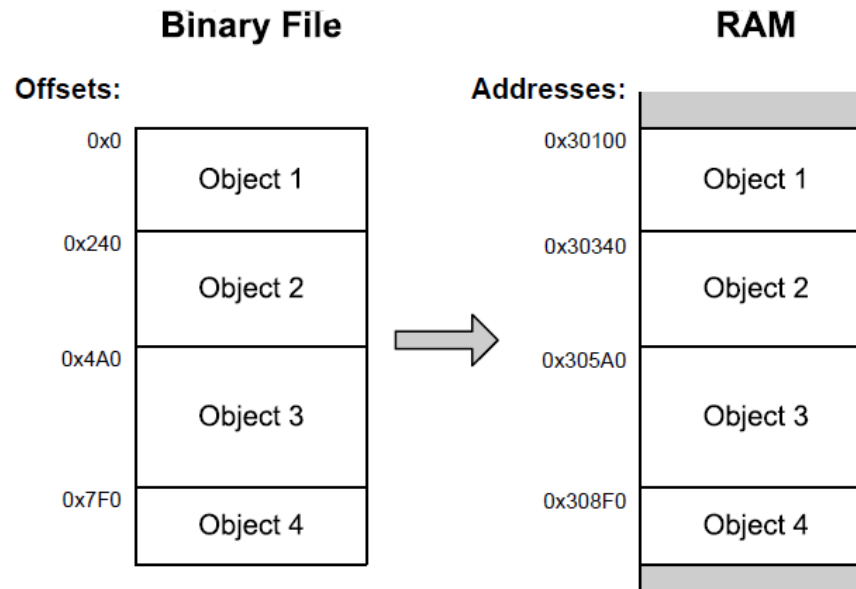 Binary File
RAM
Offsets:
Addresses:
0x0
0x30100
Object 1
Object 1
0x240
0x30340
Object 2
Object 2
0x4A0
0x305A0
Object 3
Object 3
0x7F0
0x308F0
Object 4
Object 4